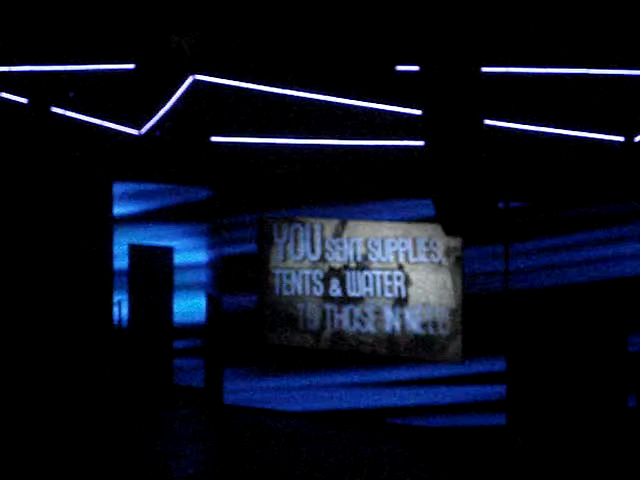 YOU SENT SUPPLIES,
TENTS & WATER
TO THOSE IN NEED